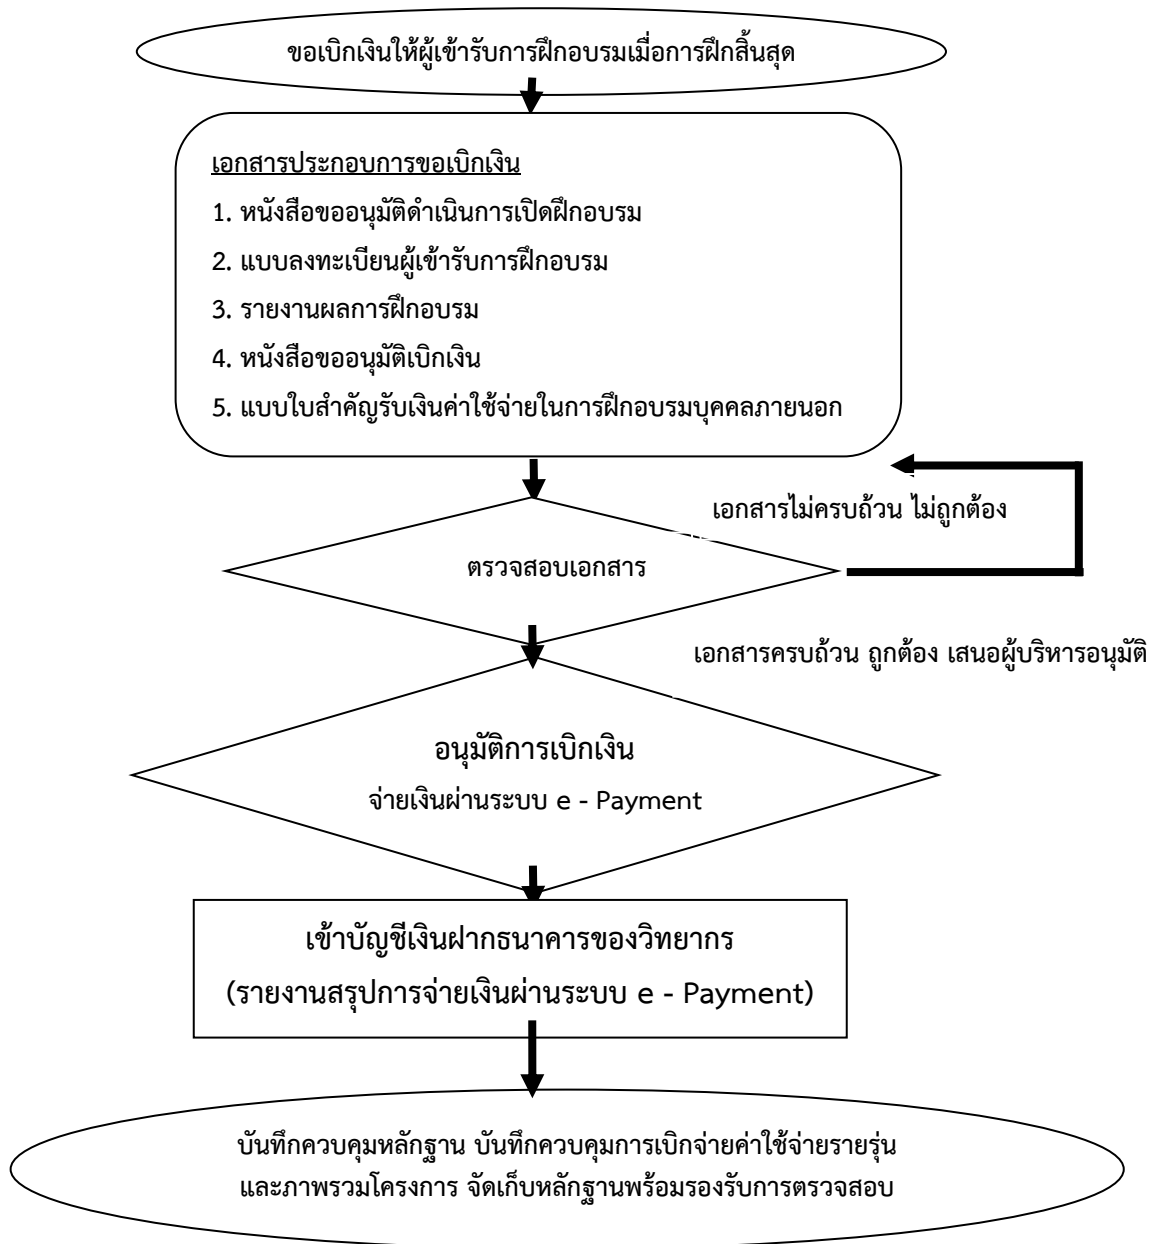 ขอเบิกเงินให้ผู้เข้ารับการฝึกอบรมเมื่อการฝึกสิ้นสุด
เอกสารประกอบการขอเบิกเงิน
1. หนังสือขออนุมัติดำเนินการเปิดฝึกอบรม
2. แบบลงทะเบียนผู้เข้ารับการฝึกอบรม
3. รายงานผลการฝึกอบรม
4. หนังสือขออนุมัติเบิกเงิน
5. แบบใบสำคัญรับเงินค่าใช้จ่ายในการฝึกอบรมบุคคลภายนอก
เอกสารไม่ครบถ้วน ไม่ถูกต้อง
ตรวจสอบเอกสาร
เอกสารครบถ้วน ถูกต้อง เสนอผู้บริหารอนุมัติ
อนุมัติการเบิกเงิน
จ่ายเงินผ่านระบบ e - Payment
เข้าบัญชีเงินฝากธนาคารของวิทยากร
(รายงานสรุปการจ่ายเงินผ่านระบบ e - Payment)
บันทึกควบคุมหลักฐาน บันทึกควบคุมการเบิกจ่ายค่าใช้จ่ายรายรุ่น
และภาพรวมโครงการ จัดเก็บหลักฐานพร้อมรองรับการตรวจสอบ